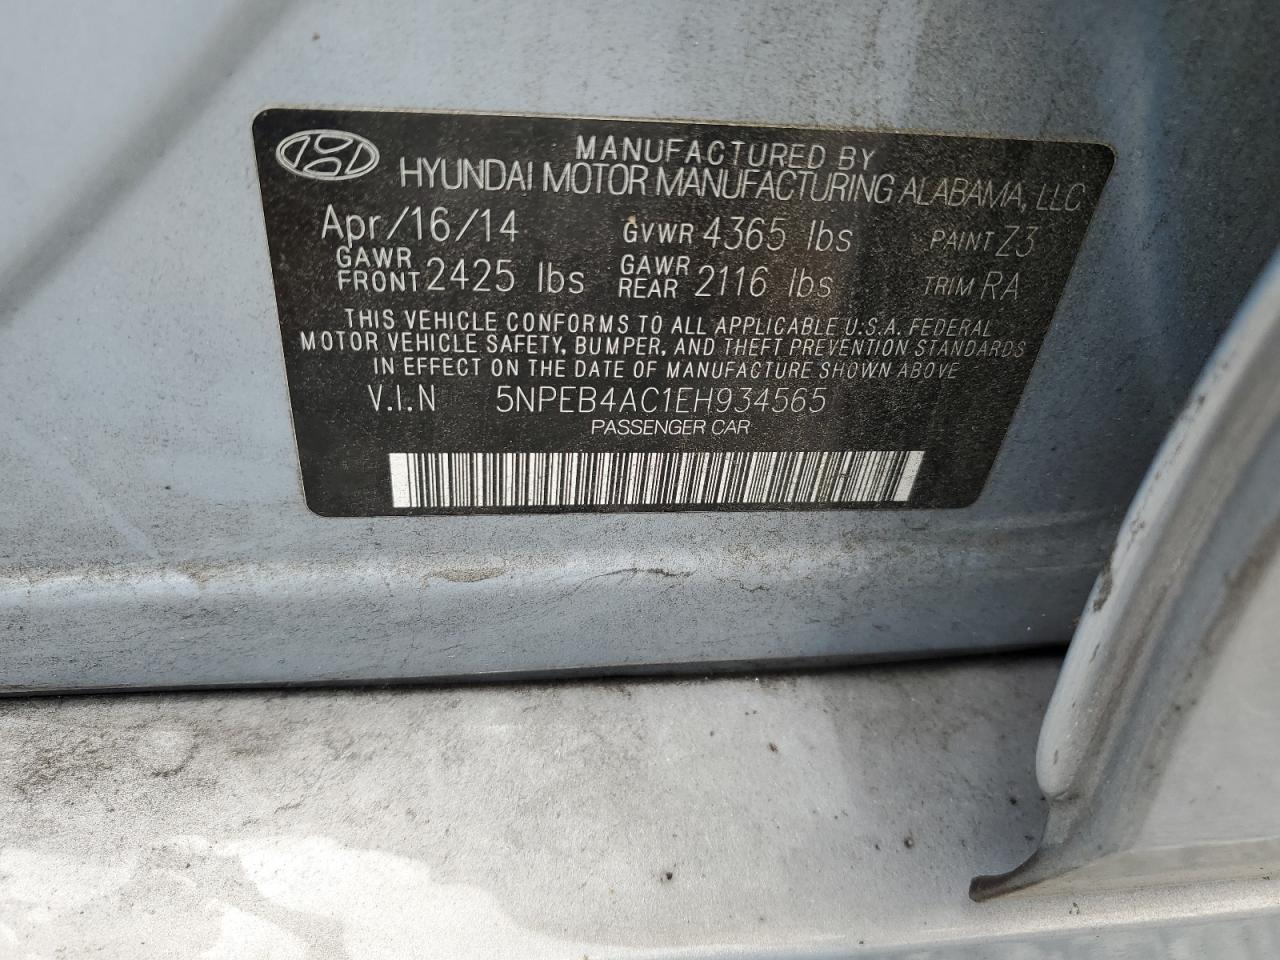 MANUFACTURED BY
HYUNDAI MOTOR MANUFACTURING ALABAMA, LLC
Apr/16/14 GVWR 4365 lbs PAINT Z3
GAWR FRONT 2425 lbs GAWR REAR 2116 lbs TRIM RA
THIS VEHICLE CONFORMS TO ALL APPLICABLE U.S.A. FEDERAL
MOTOR VEHICLE SAFETY, BUMPER, AND THEFT PREVENTION STANDARDS
IN EFFECT ON THE DATE OF MANUFACTURE SHOWN ABOVE
V.I.N 5NPEB4AC1EH934565
PASSENGER CAR